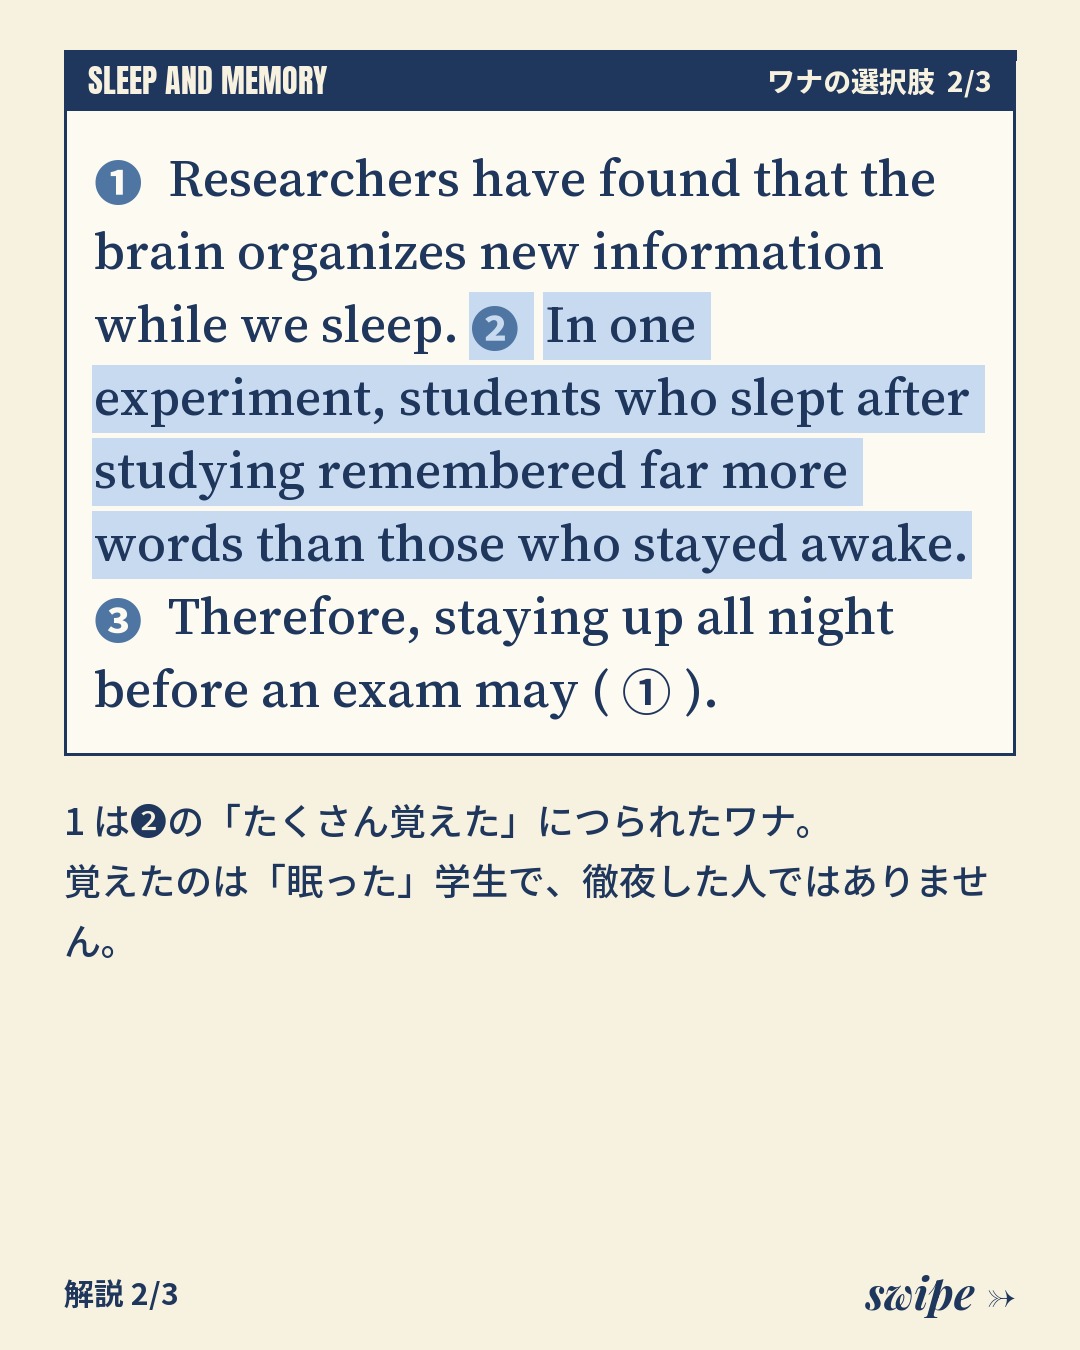 SLEEP AND MEMORY
ワナの選択肢 2/3
❶ Researchers have found that the
brain organizes new information
while we sleep. ❷ In one
experiment, students who slept after
studying remembered far more
words than those who stayed awake.
❸ Therefore, staying up all night
before an exam may ( ① ).
1 は❷の「たくさん覚えた」につられたワナ。
覚えたのは「眠った」学生で、徹夜した人ではありませ
ん。
解説 2/3
swipe